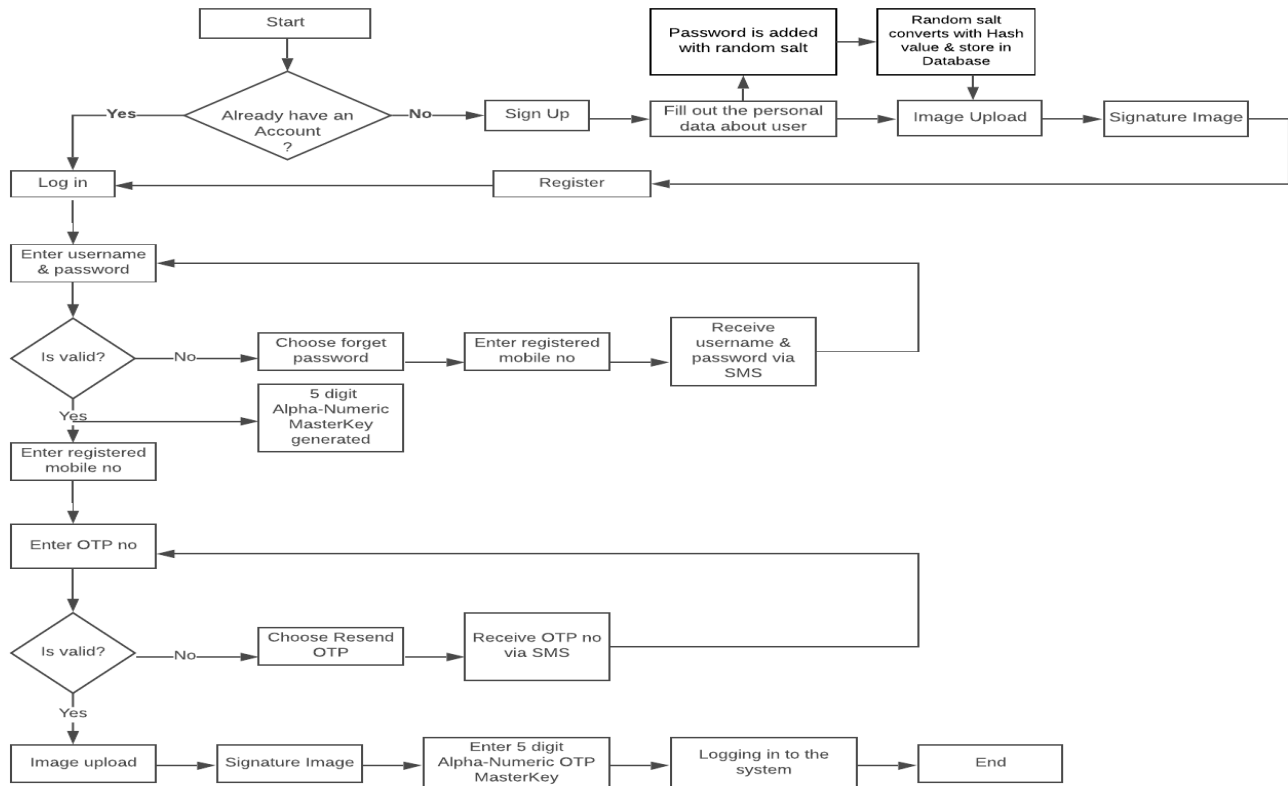 Start
Already have an
Account
?
Yes
No
Sign Up
Fill out the personal
data about user
Password is added
with random salt
Random salt
converts with Hash
value & store in
Database
Image Upload
Signature Image
Register
Log in
Enter username
& password
Is valid?
No
Choose forget
password
Enter registered
mobile no
Receive
username &
password via
SMS
Yes
5 digit
Alpha-Numeric
MasterKey
generated
Enter registered
mobile no
Enter OTP no
Is valid?
No
Choose Resend
OTP
Receive OTP no
via SMS
Yes
Image upload
Signature Image
Enter 5 digit
Alpha-Numeric OTP
MasterKey
Logging in to the
system
End